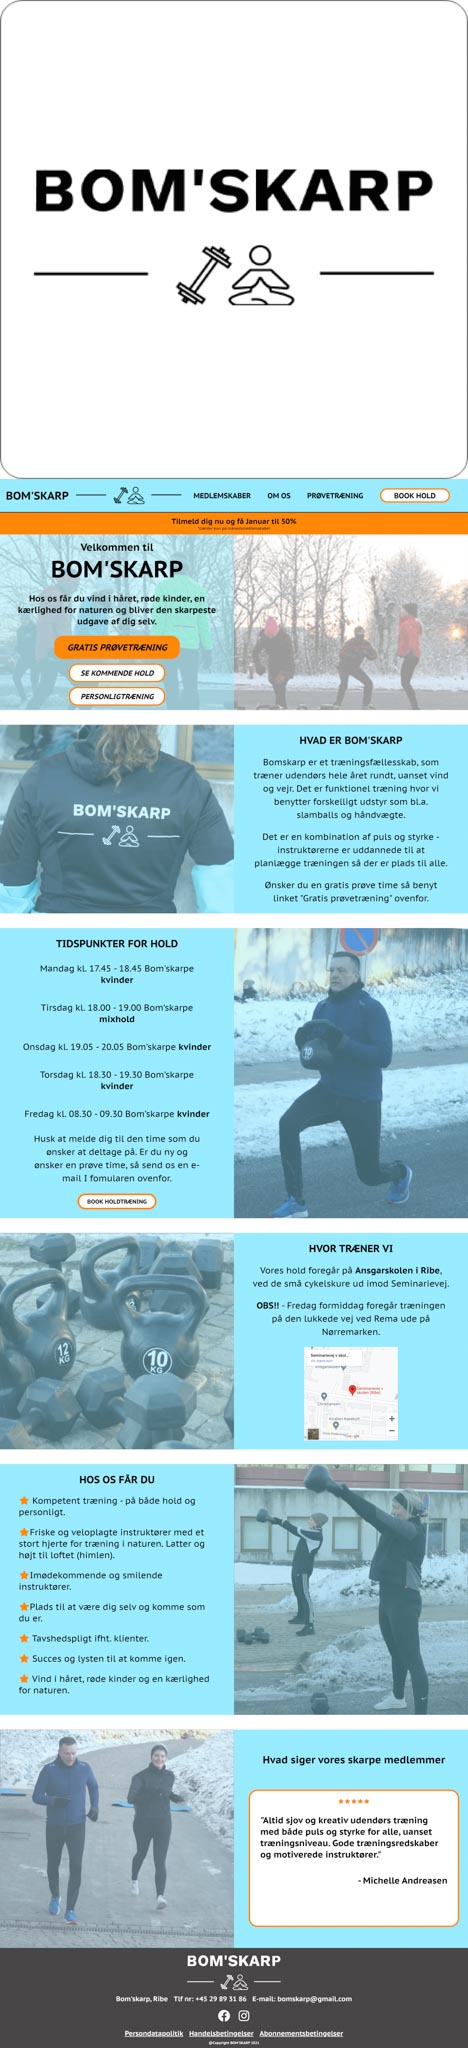 BOM'SKARP
BOM'SKARP
MEDLEMSKABER
OM OS
PRØVETRÆNING
BOOK HOLD
Tilmeld dig nu og få Januar til 50%
Velkommen til
BOM'SKARP
Hos os får du vind i håret, røde kinder, en
kærlighed for naturen og bliver den skarpeste
udgave af dig selv.
GRATIS PRØVETRÆNING
SE KOMMENDE HOLD
PERSONLIGTRÆNING
BOM'SKARP
HVAD ER BOM'SKARP
Bomskarp er et træningsfællesskab, som
træner udendørs hele året rundt, uanset vind
og vejr. Det er funktionel træning hvor vi
benytter forskelligt udstyr som bl.a.
slamballs og håndvægte.
Det er en kombination af puls og styrke -
instruktørerne er uddannede til at
planlægge træningen så der er plads til alle.
Ønsker du en gratis prøve time så benyt
linket "Gratis prøvetræning" ovenfor.
TIDSPUNKTER FOR HOLD
Mandag kl. 17.45 - 18.45 Bom'skarpe
kvinder
Tirsdag kl. 18.00 - 19.00 Bom'skarpe
mixhold
Onsdag kl. 19.05 - 20.05 Bom'skarpe kvinder
Torsdag kl. 18.30 - 19.30 Bom'skarpe
kvinder
Fredag kl. 08.30 - 09.30 Bom'skarpe kvinder
Husk at melde dig til den time som du
ønsker at deltage på. Er du ny og
ønsker en prøve time, så send os en e-
mail I fomularen ovenfor.
BOOK HOLDTRÆNING
10
12
KG
10
KG
HVOR TRÆNER VI
Vores hold foregår på Ansgarskolen i Ribe,
ved de små cykelskure ud imod Seminarievej.
OBS!! - Fredag formiddag foregår træningen
på den lukkede vej ved Rema ude på
Nørremarken.
Seminarievej v
skolen (Ribe)
HOS OS FÅR DU
Kompetent træning - på både hold og
personligt.
Friske og veloplagte instruktører med et
stort hjerte for træning i naturen. Latter og
højt til loftet (himlen).
Imødekommende og smilende
instruktører.
Plads til at være dig selv og komme som
du er.
Tavshedspligt ifht. klienter.
Succes og lysten til at komme igen.
Vind i håret, røde kinder og en kærlighed
for naturen.
Hvad siger vores skarpe medlemmer
"Altid sjov og kreativ udendørs træning
med både puls og styrke for alle, uanset
træningsniveau. Gode træningsredskaber
og motiverede instruktører."
- Michelle Andreasen
BOM'SKARP
Bom'skarp, Ribe Tlf nr: +45 29 89 31 86 E-mail: bomskarp@gmail.com
Persondatapolitik Handelsbetingelser Abonnementsbetingelser
@Copyright BOM'SKARP 2021